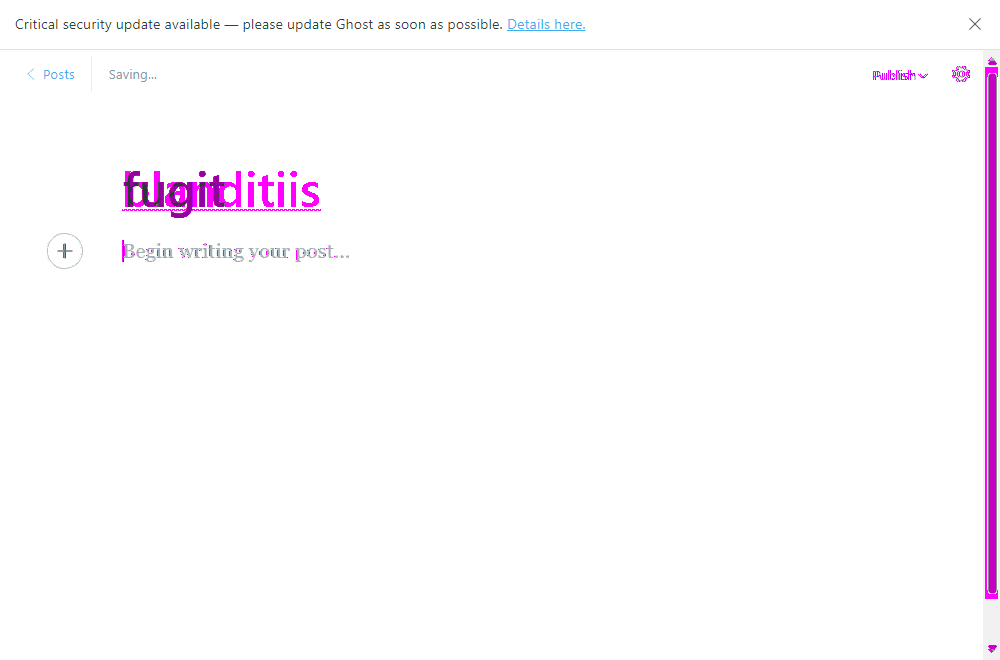 Critical security update available — please update Ghost as soon as possible. Details here.
Posts
Saving...
Publish
fugit
Begin writing your post...